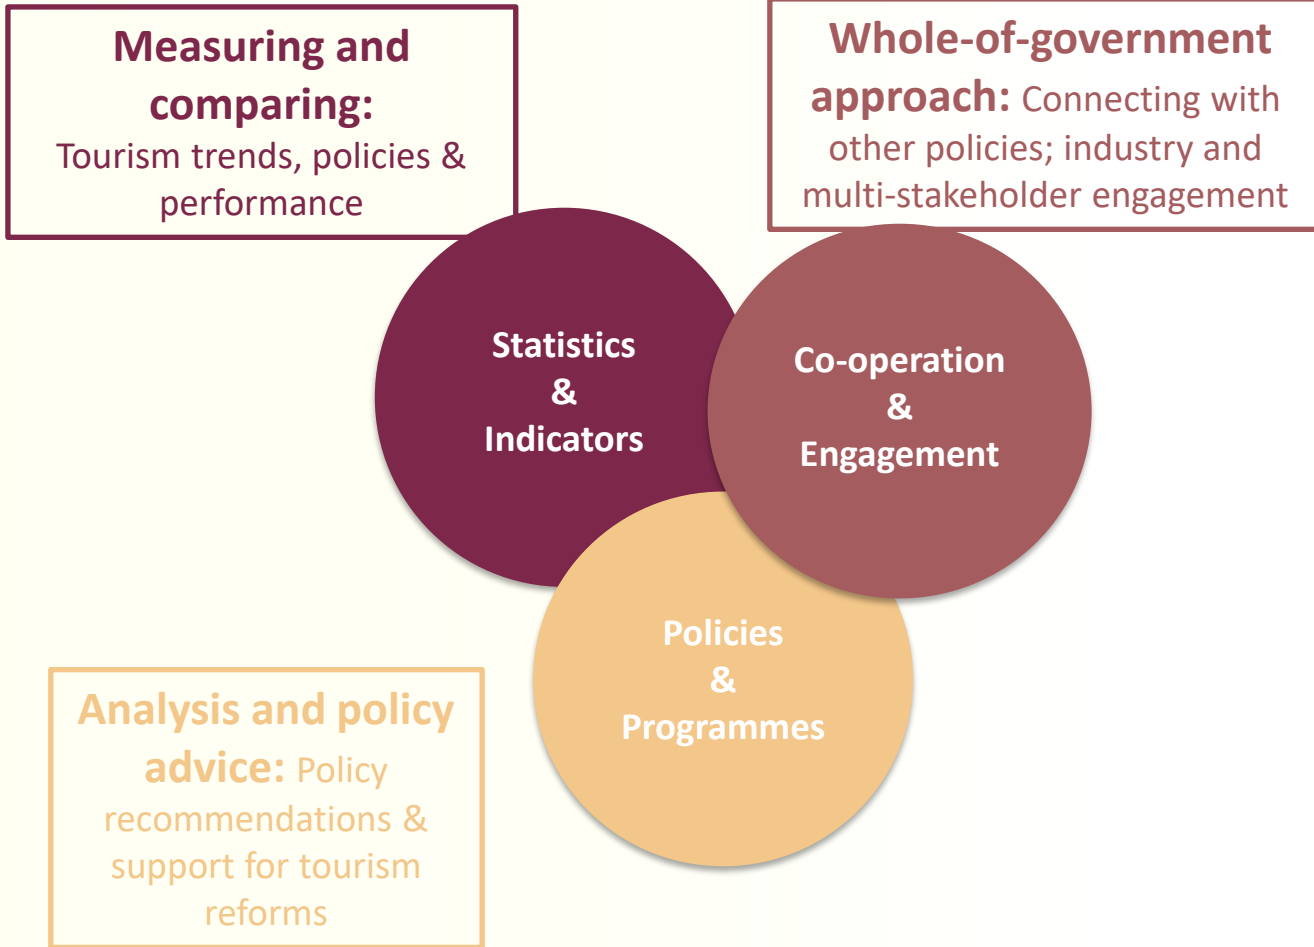 Measuring and
comparing:
Tourism trends, policies &
performance
Whole-of-government
approach: Connecting with
other policies; industry and
multi-stakeholder engagement
Statistics
&
Indicators
Co-operation
&
Engagement
Policies
&
Programmes
Analysis and policy
advice: Policy
recommendations &
support for tourism
reforms